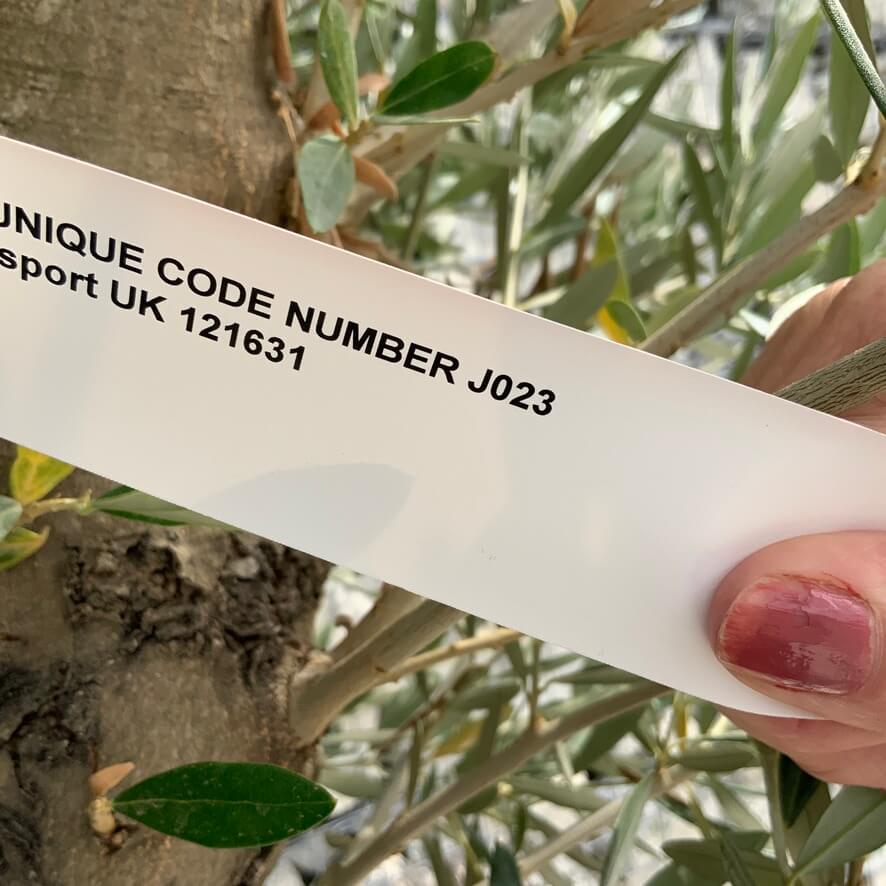 UNIQUE CODE NUMBER J023
sport UK 121631